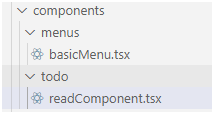 components
menus
basicMenu.tsx
todo
readComponent.tsx